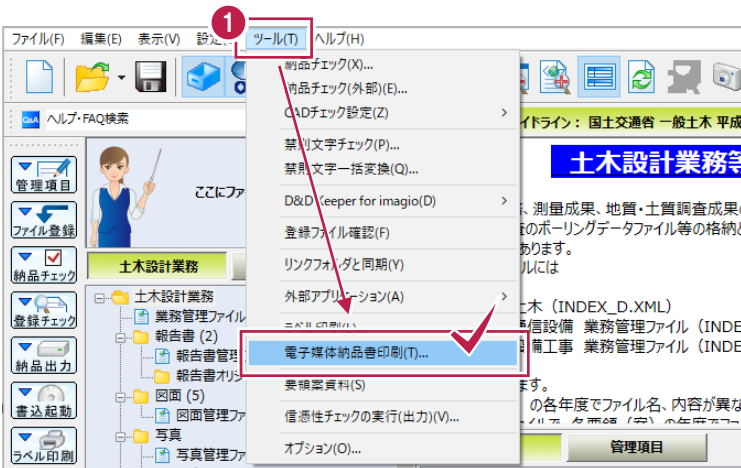 1
ファイル(F) 編集(E) 表示(V) 設定 ツール(T) ヘルプ(H)
納品チェック(X)...
納品チェック(外部)(E)...
CADチェック設定(Z)
禁則文字チェック(P)...
禁則文字一括変換(Q)...
D&D Keeper for imagio(D)
登録ファイル確認(F)
リンクフォルダと同期(Y)
外部アプリケーション(A)
ラベル印刷(L)
電子媒体納品書印刷(T)...
要領案資料(S)
信憑性チェックの実行(出力)(V)...
オプション(O)...
Q&A ヘルプ・FAQ検索
管理項目
ファイル登録
納品チェック
登録チェック
納品出力
書込起動
ラベル印刷
ここにファ
土木設計業務
土木設計業務
業務管理ファイル
報告書 (2)
報告書管理
報告書オリジ
図面 (5)
図面管理ファ
写真
写真管理ファ
イドライン : 国土交通省 一般土木 平成
土木設計業務等
、測量成果、地質・土質調査成果(
のボーリングデータファイル等の格納と
あります。
ルには
土木 (INDEX_D.XML)
通信設備 業務管理ファイル (INDE
設備工事 業務管理ファイル (INDE
ます。
の各年度でファイル名、内容が異な
管理項目